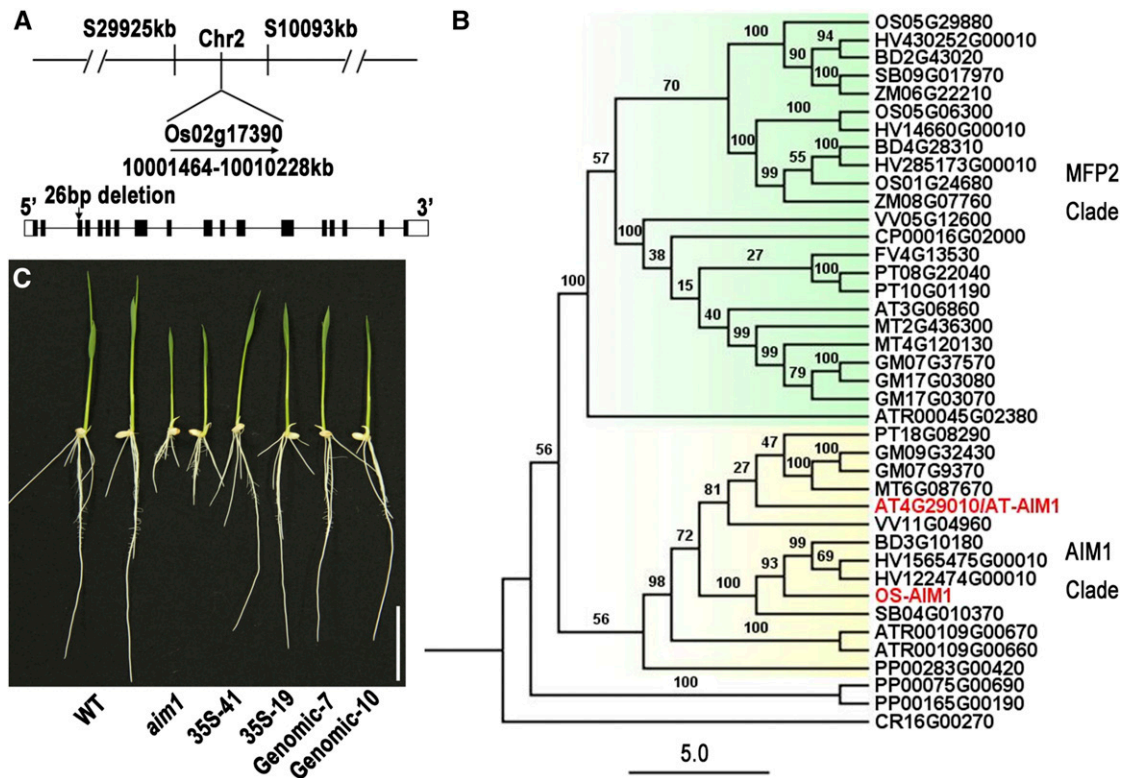 A
S29925kb
Chr2
S10093kb
Os02g17390
10001464-10010228kb
26bp deletion
5'
3'
C
WT
aim1
35S-41
35S-19
Genomic-7
Genomic-10
B
OS05G29880
HV430252G00010
BD2G43020
SB09G017970
ZM06G22210
OS05G06300
HV14660G00010
BD4G28310
HV285173G00010
OS01G24680
ZM08G07760
VV05G12600
CP00016G02000
FV4G13530
PT08G22040
PT10G01190
AT3G06860
MT2G436300
MT4G120130
GM07G37570
GM17G03080
GM17G03070
ATR00045G02380
PT18G08290
GM09G32430
GM07G9370
MT6G087670
AT4G29010/AT-AIM1
VV11G04960
BD3G10180
HV1565475G00010
HV122474G00010
OS-AIM1
SB04G010370
ATR00109G00670
ATR00109G00660
PP00283G00420
PP00075G00690
PP00165G00190
CR16G00270
MFP2
Clade
AIM1
Clade
100
94
90
100
70
100
100
100
55
99
57
100
38
27
100
15
40
99
99
100
79
100
56
47
100
100
27
81
72
99
69
93
100
98
56
100
100
5.0